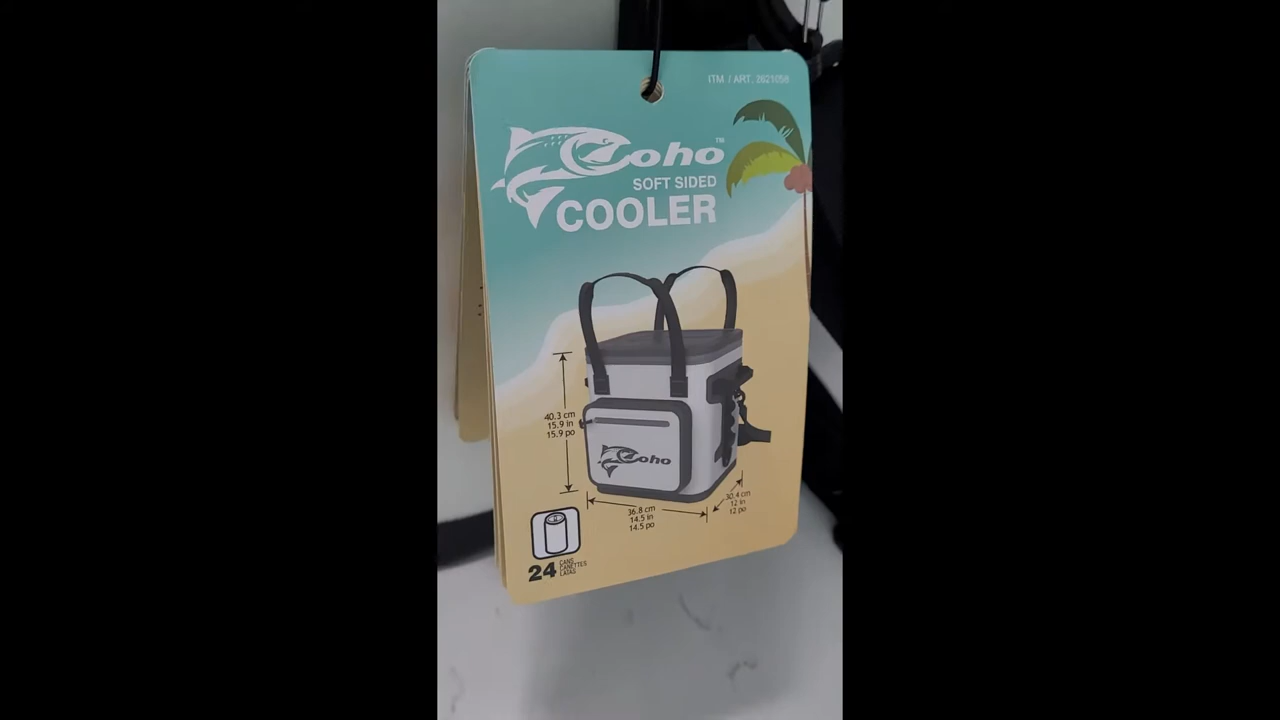 ITM / ART. 2621058
Coho™
SOFT SIDED
COOLER
40.3 cm
15.9 in
15.9 po
Coho
36.8 cm
14.5 in
14.5 po
30.4 cm
12 in
12 po
24 CANS
CANETTES
LATAS